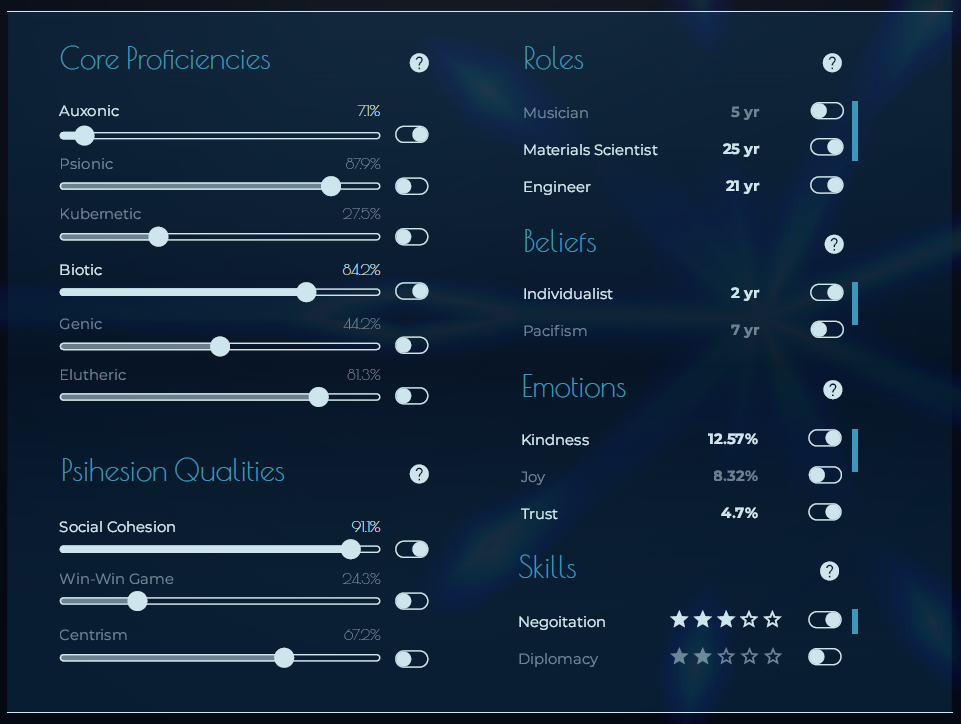 Core Proficiencies ?
Auxonic 7.1%
Psionic 87.9%
Kubernetic 27.5%
Biotic 84.2%
Genic 44.2%
Elutheric 81.3%
Psihesion Qualities ?
Social Cohesion 91.1%
Win-Win Game 24.3%
Centrism 67.2%
Roles ?
Musician 5 yr
Materials Scientist 25 yr
Engineer 21 yr
Beliefs ?
Individualist 2 yr
Pacifism 7 yr
Emotions ?
Kindness 12.57%
Joy 8.32%
Trust 4.7%
Skills ?
Negoitation
Diplomacy